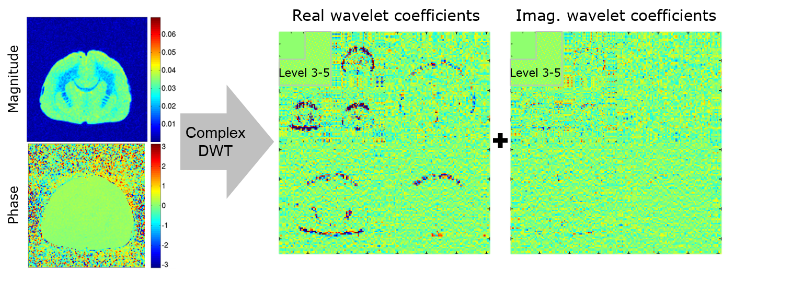 Real wavelet coefficients
Imag. wavelet coefficients
Magnitude
0.06
0.05
0.04
0.03
0.02
0.01
Complex
DWT
Level 3-5
Level 3-5
Phase
3
2
1
0
-1
-2
-3